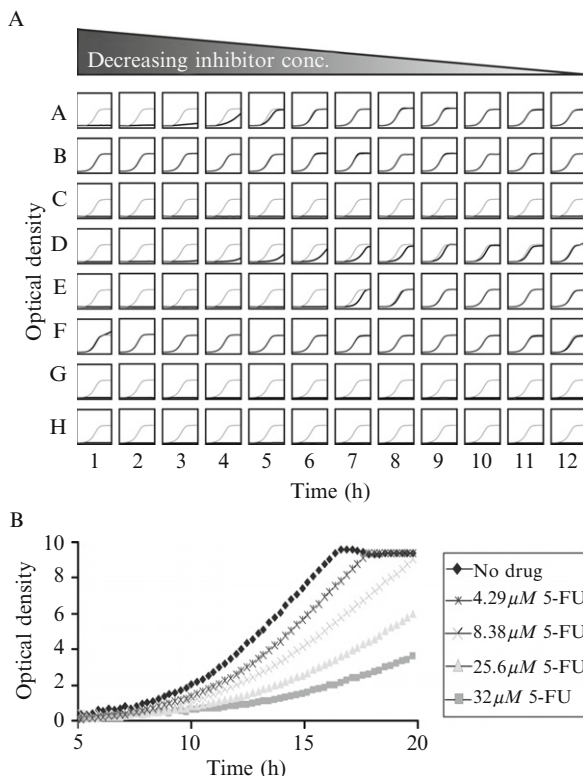 A
Decreasing inhibitor conc.
A
B
C
D
E
F
G
H
Optical density
1 2 3 4 5 6 7 8 9 10 11 12
Time (h)
B
10
8
6
4
2
0
Optical density
5 10 15 20
Time (h)
No drug
4.29μM 5-FU
8.38μM 5-FU
25.6μM 5-FU
32μM 5-FU